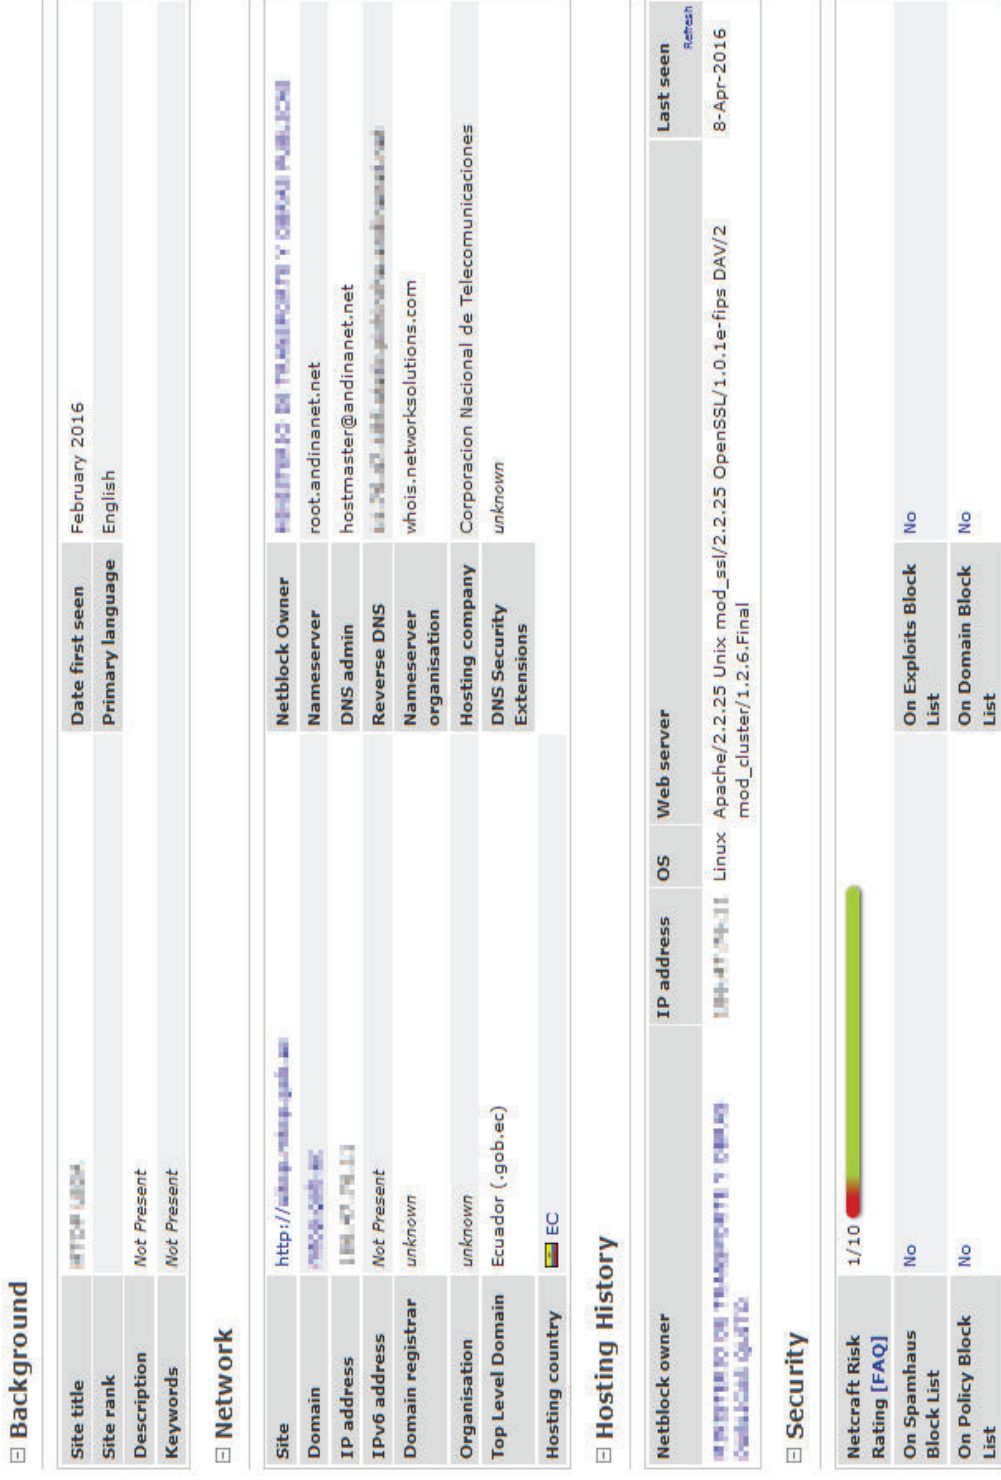 Background
Site title Date first seen February 2016
Site rank Primary language English
Description Not Present
Keywords Not Present
Network
Site http:// Netblock Owner
Domain Nameserver root.andinanet.net
IP address DNS admin hostmaster@andinanet.net
IPv6 address Not Present Reverse DNS
Domain registrar unknown Nameserver organisation whois.networksolutions.com
Organisation unknown Hosting company Corporacion Nacional de Telecomunicaciones
Top Level Domain Ecuador (.gob.ec) DNS Security Extensions unknown
Hosting country EC
Hosting History
Netblock owner IP address OS Web server Last seen Refresh
Linux Apache/2.2.25 Unix mod_ssl/2.2.25 OpenSSL/1.0.1e-fips DAV/2 8-Apr-2016
mod_cluster/1.2.6.Final
Security
Netcraft Risk Rating [FAQ] 1/10
On Spamhaus Block List No On Exploits Block List No
On Policy Block List No On Domain Block List No